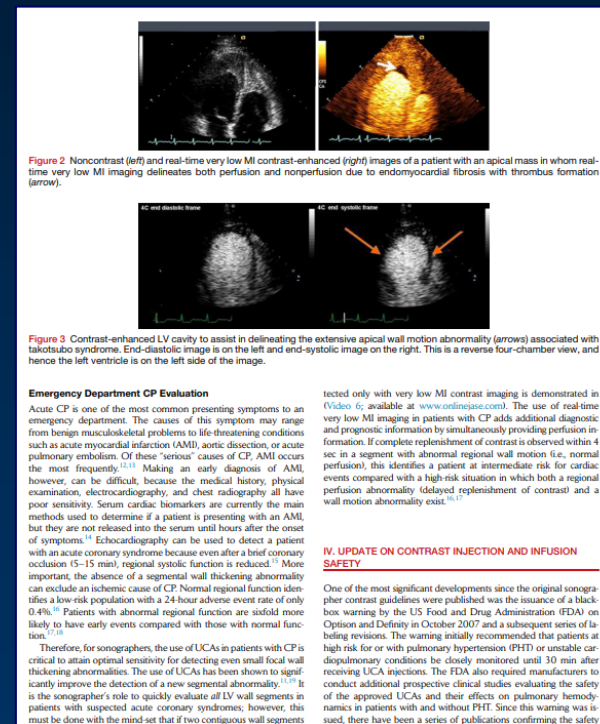 Figure 2 Noncontrast (left) and real-time very low MI contrast-enhanced (right) images of a patient with an apical mass in whom real-
time very low MI imaging delineates both perfusion and nonperfusion due to endomyocardial fibrosis with thrombus formation
(arrow).
4C end diastolic frame
4C end systolic frame
Figure 3 Contrast-enhanced LV cavity to assist in delineating the extensive apical wall motion abnormality (arrows) associated with
takotsubo syndrome. End-diastolic image is on the left and end-systolic image on the right. This is a reverse four-chamber view, and
hence the left ventricle is on the left side of the image.
Emergency Department CP Evaluation
Acute CP is one of the most common presenting symptoms to an
emergency department. The causes of this symptom may range
from benign musculoskeletal problems to life-threatening conditions
such as acute myocardial infarction (AMI), aortic dissection, or acute
pulmonary embolism. Of these "serious" causes of CP, AMI occurs
the most frequently.12,13 Making an early diagnosis of AMI,
however, can be difficult, because the medical history, physical
examination, electrocardiography, and chest radiography all have
poor sensitivity. Serum cardiac biomarkers are currently the main
methods used to determine if a patient is presenting with an AMI,
but they are not released into the serum until hours after the onset
of symptoms.14 Echocardiography can be used to detect a patient
with an acute coronary syndrome because even after a brief coronary
occlusion (5–15 min), regional systolic function is reduced.15 More
important, the absence of a segmental wall thickening abnormality
can exclude an ischemic cause of CP. Normal regional function iden-
tifies a low-risk population with a 24-hour adverse event rate of only
0.4%.16 Patients with abnormal regional function are sixfold more
likely to have early events compared with those with normal func-
tion.17,18
Therefore, for sonographers, the use of UCAs in patients with CP is
critical to attain optimal sensitivity for detecting even small focal wall
thickening abnormalities. The use of UCAs has been shown to signif-
icantly improve the detection of a new segmental abnormality.11,19 It
is the sonographer's role to quickly evaluate all LV wall segments in
patients with suspected acute coronary syndromes; however, this
must be done with the mind-set that if two contiguous wall segments
tected only with very low MI contrast imaging is demonstrated in
(Video 6; available at www.onlinejase.com). The use of real-time
very low MI imaging in patients with CP adds additional diagnostic
and prognostic information by simultaneously providing perfusion in-
formation. If complete replenishment of contrast is observed within 4
sec in a segment with abnormal regional wall motion (i.e., normal
perfusion), this identifies a patient at intermediate risk for cardiac
events compared with a high-risk situation in which both a regional
perfusion abnormality (delayed replenishment of contrast) and a
wall motion abnormality exist.16,17
IV. UPDATE ON CONTRAST INJECTION AND INFUSION
SAFETY
One of the most significant developments since the original sonogra-
pher contrast guidelines were published was the issuance of a black-
box warning by the US Food and Drug Administration (FDA) on
Optison and Definity in October 2007 and a subsequent series of la-
beling revisions. The warning initially recommended that patients at
high risk for or with pulmonary hypertension (PHT) or unstable car-
diopulmonary conditions be closely monitored until 30 min after
receiving UCA injections. The FDA also required manufacturers to
conduct additional prospective clinical studies evaluating the safety
of the approved UCAs and their effects on pulmonary hemody-
namics in patients with and without PHT. Since this warning was is-
sued, there have been a series of publications confirming the safety